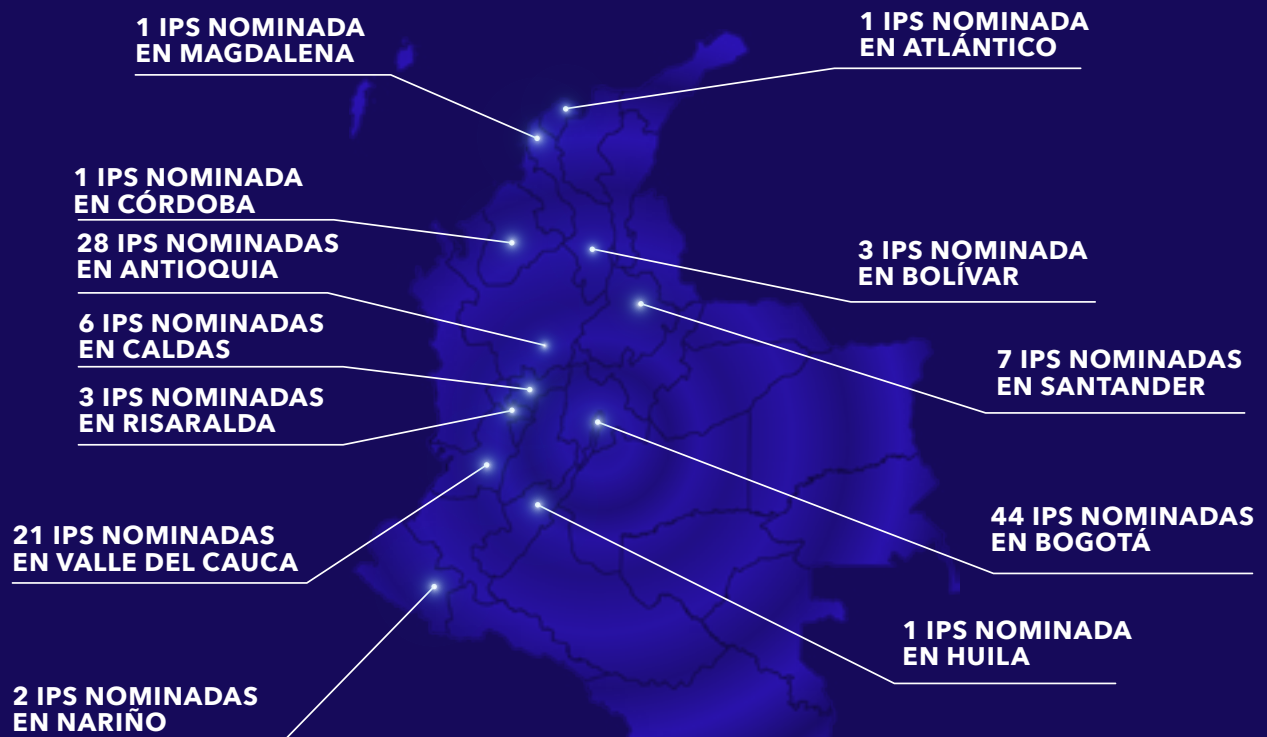 1 IPS NOMINADA
EN MAGDALENA
1 IPS NOMINADA
EN ATLÁNTICO
1 IPS NOMINADA
EN CÓRDOBA
28 IPS NOMINADAS
EN ANTIOQUIA
3 IPS NOMINADA
EN BOLÍVAR
6 IPS NOMINADAS
EN CALDAS
7 IPS NOMINADAS
EN SANTANDER
3 IPS NOMINADAS
EN RISARALDA
44 IPS NOMINADAS
EN BOGOTÁ
21 IPS NOMINADAS
EN VALLE DEL CAUCA
1 IPS NOMINADA
EN HUILA
2 IPS NOMINADAS
EN NARIÑO